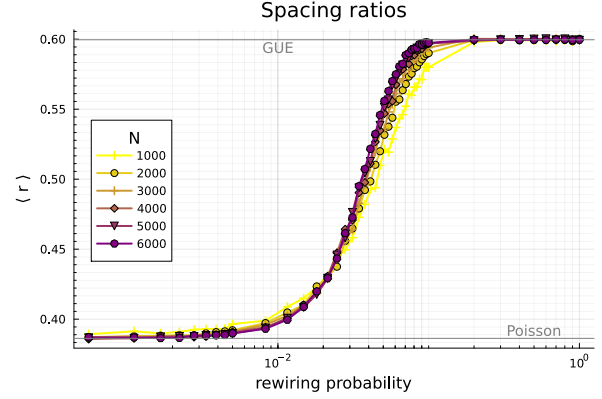 Spacing ratios
0.60
GUE
0.55
⟨ r ⟩
0.50
0.45
0.40
N
1000
2000
3000
4000
5000
6000
Poisson
10⁻²
10⁰
rewiring probability